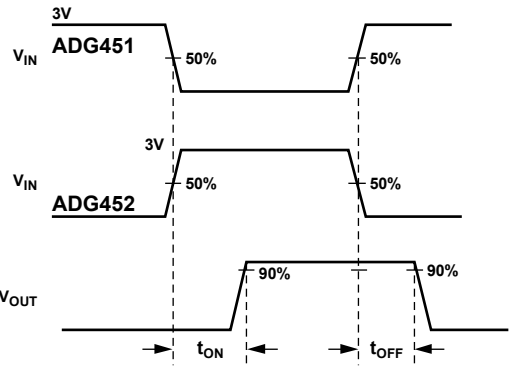 3V
V_IN ADG451
50% 50%
3V
V_IN
50% 50%
ADG452
V_OUT
90% 90%
t_ON t_OFF